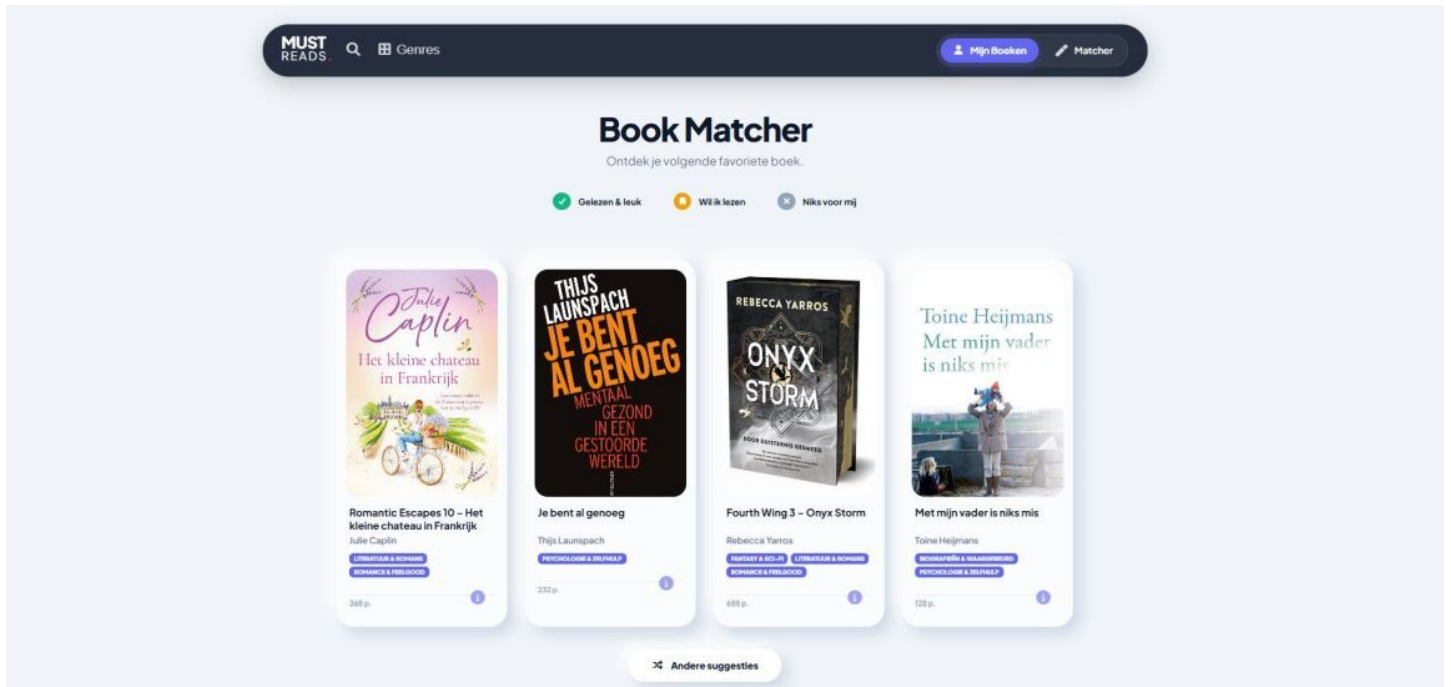 MUST
READS.
Genres
Mijn Boeken
Matcher
Book Matcher
Ontdek je volgende favoriete boek.
Gelezen & leuk
Wil ik lezen
Niks voor mij
Julie
Caplin
Het kleine chateau
in Frankrijk
THIJS
LAUNSPACH
JE BENT
AL GENOEG
MENTAAL
GEZOND
IN EEN
GESTOORDE
WERELD
REBECCA YARROS
ONYX
STORM
DOOR DUISTERNIS GESMEED
Toine Heijmans
Met mijn vader
is niks mis
Romantic Escapes 10 – Het
kleine chateau in Frankrijk
Julie Caplin
LITERATUUR & ROMANS
ROMANCE & FEELGOOD
368 p.
Je bent al genoeg
Thijs Launspach
PSYCHOLOGIE & ZELFHULP
232 p.
Fourth Wing 3 – Onyx Storm
Rebecca Yarros
FANTASY & SCI-FI LITERATUUR & ROMANS
ROMANCE & FEELGOOD
688 p.
Met mijn vader is niks mis
Toine Heijmans
BIOGRAFIEËN & WAARGEBEURD
PSYCHOLOGIE & ZELFHULP
128 p.
Andere suggesties